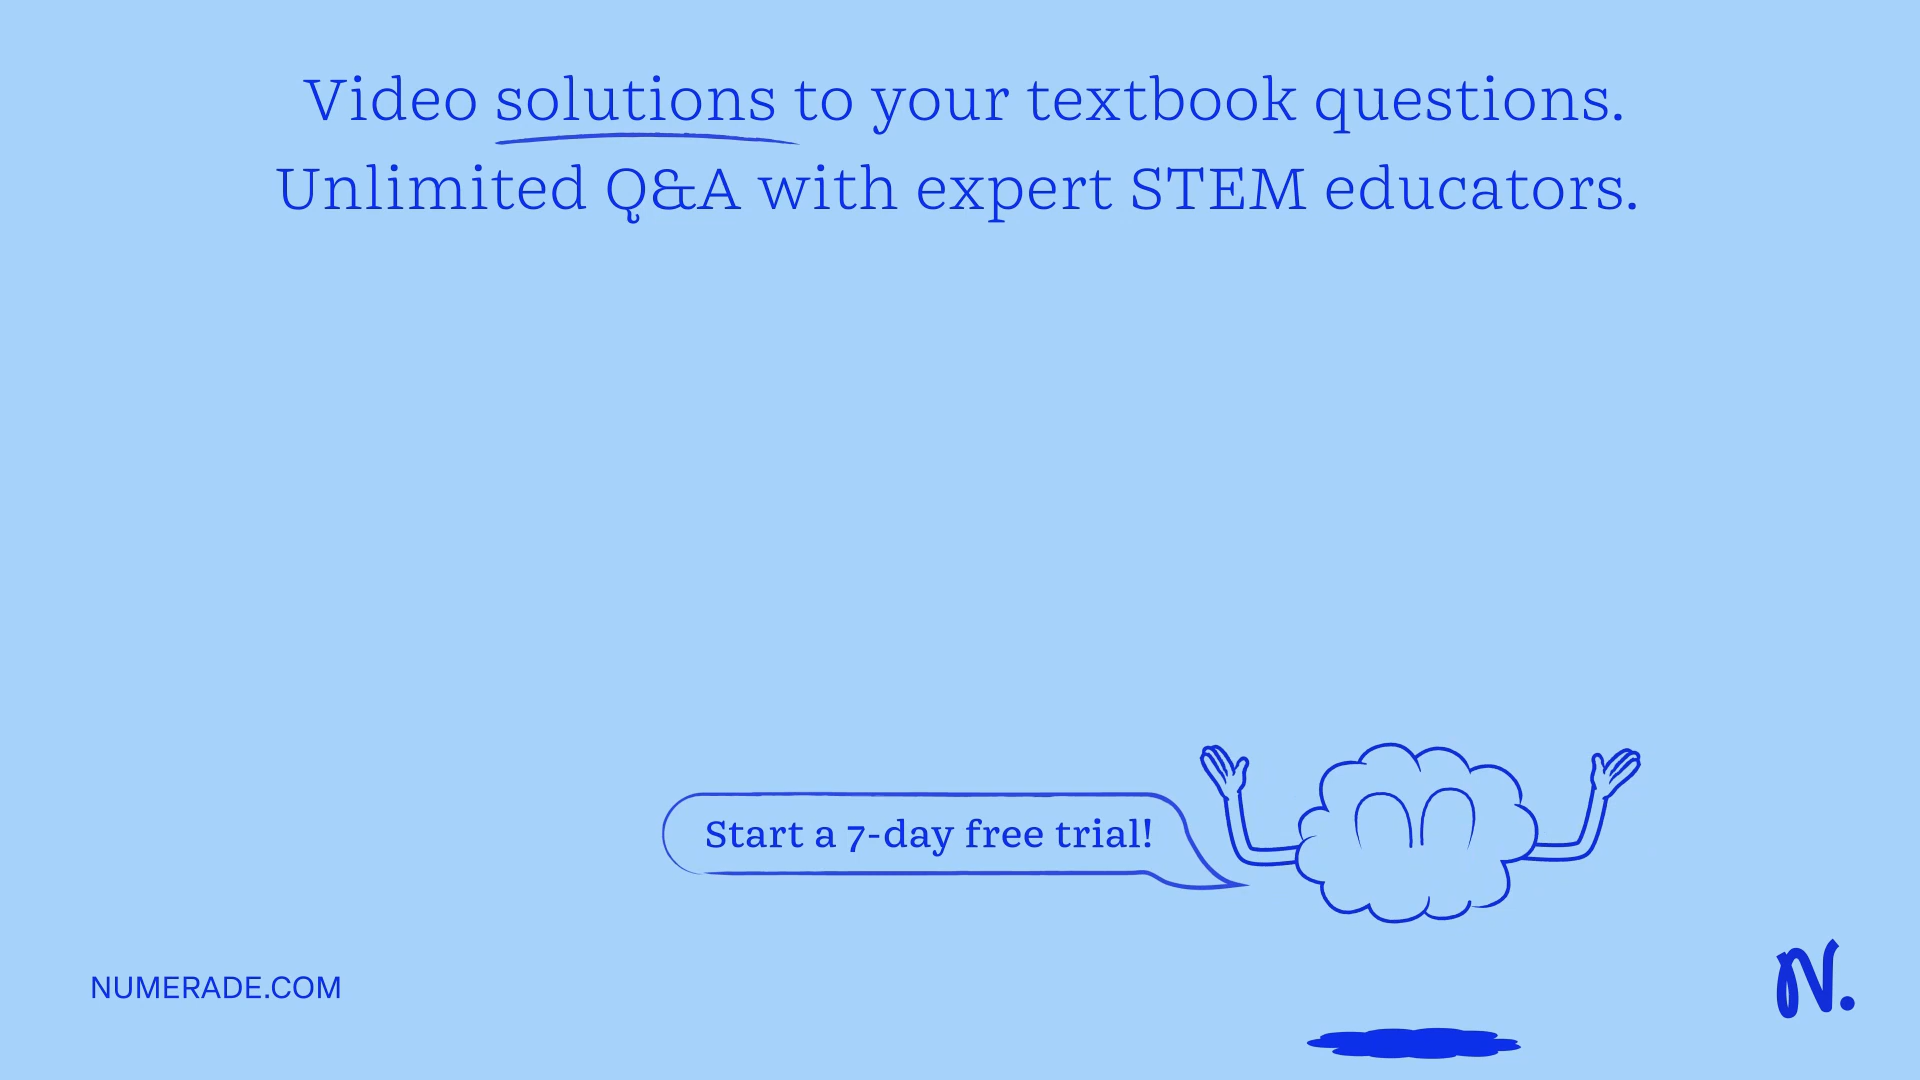 Video solutions to your textbook questions.
Unlimited Q&A with expert STEM educators.
Start a 7-day free trial!
NUMERADE.COM
N.